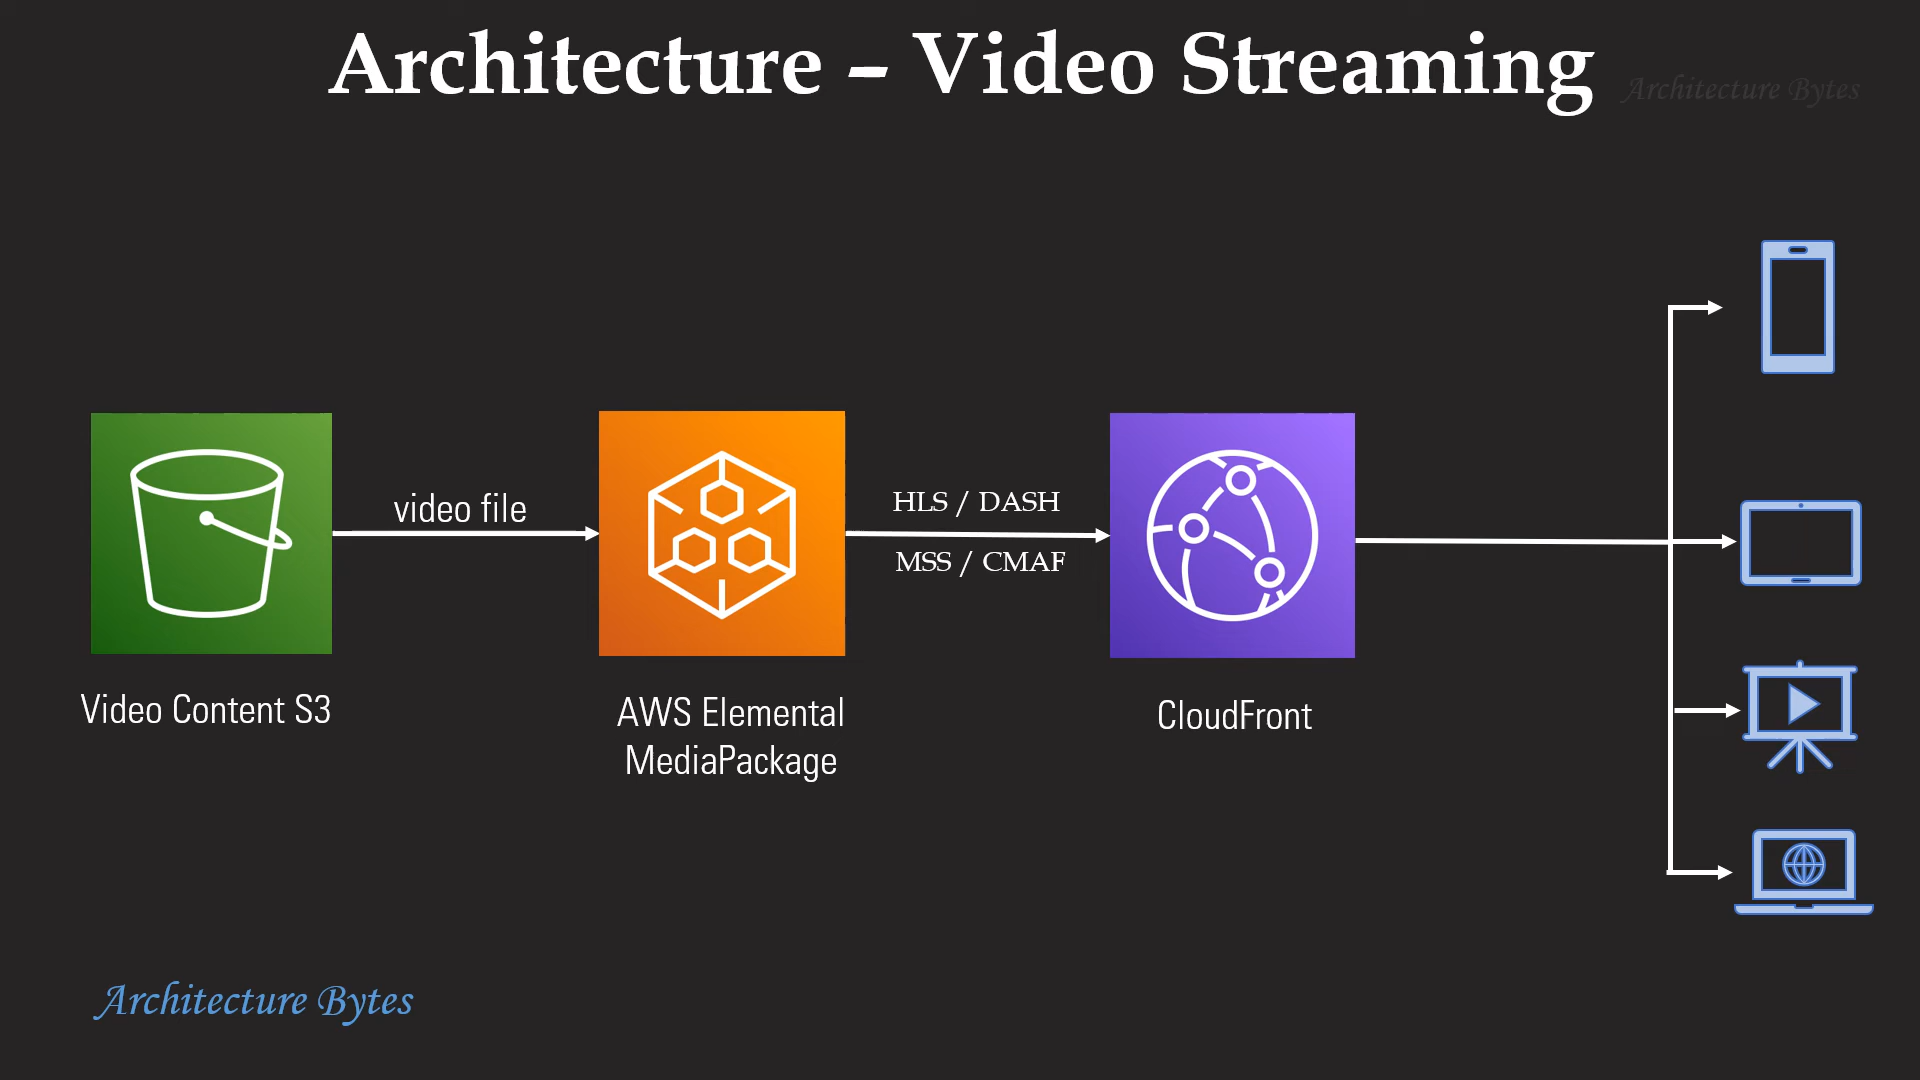 Architecture – Video Streaming
Architecture Bytes
video file
HLS / DASH
MSS / CMAF
Video Content S3
AWS Elemental
MediaPackage
CloudFront
Architecture Bytes